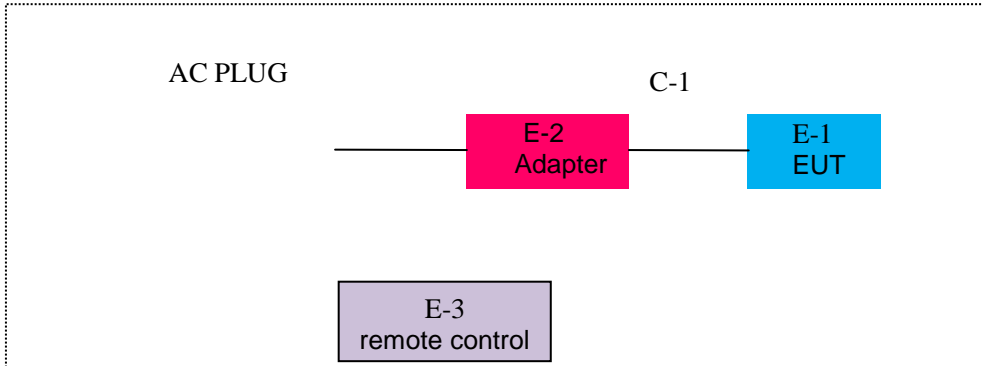 AC PLUG
C-1
E-2
Adapter
E-1
EUT
E-3
remote control